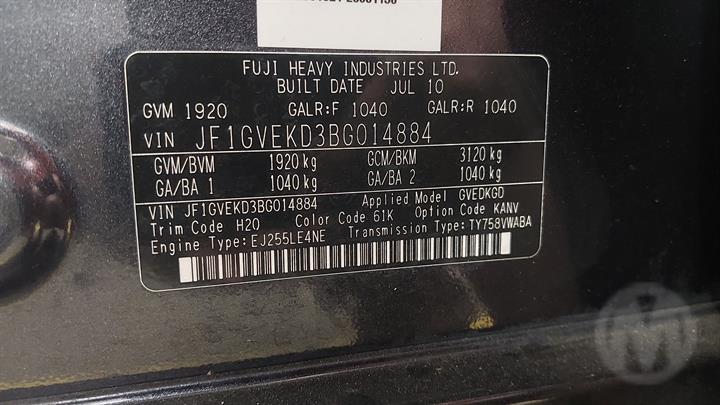 FUJI HEAVY INDUSTRIES LTD.
BUILT DATE JUL 10
GVM 1920 GALR:F 1040 GALR:R 1040
VIN JF1GVEKD3BG014884
GVM/BVM 1920 kg GCM/BKM 3120 kg
GA/BA 1 1040 kg GA/BA 2 1040 kg
VIN JF1GVEKD3BG014884 Applied Model GVEDKGD
Trim Code H20 Color Code 61K Option Code KANV
Engine Type: EJ255LE4NE Transmission Type: TY758VWABA
M